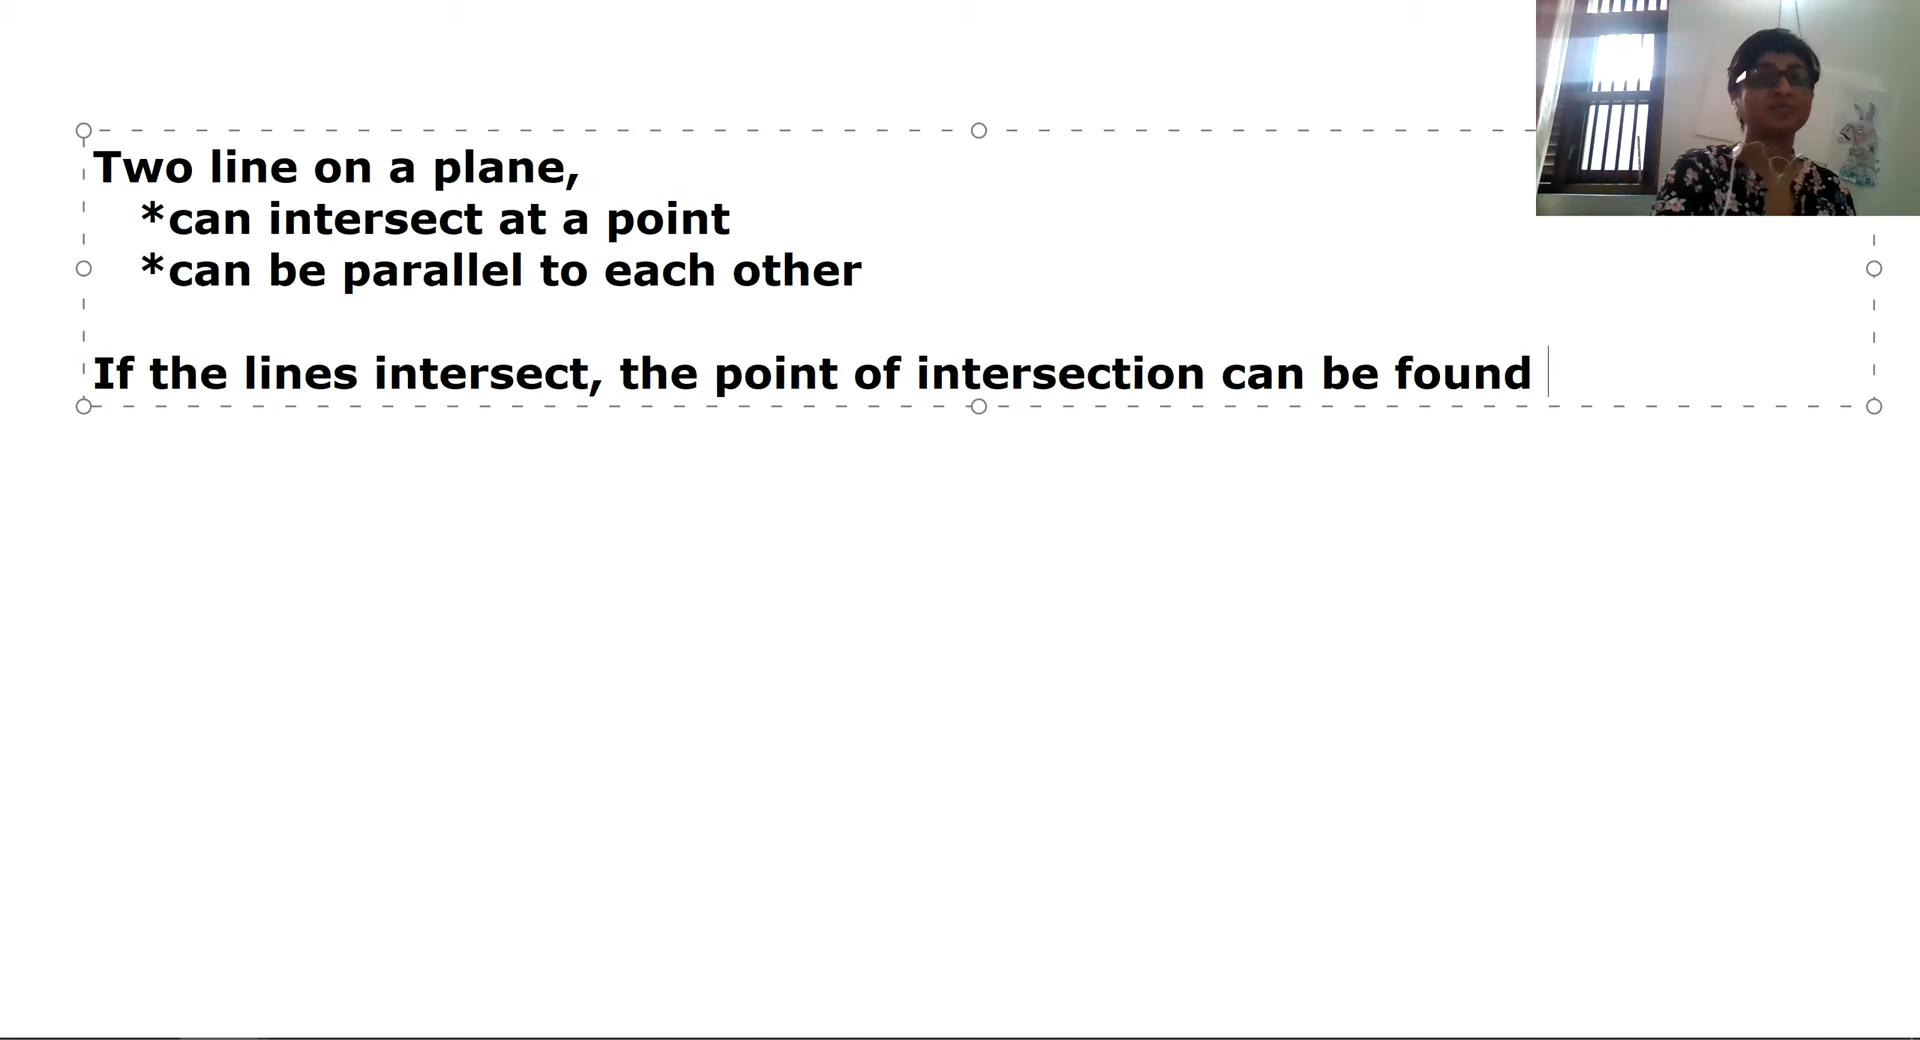 Two line on a plane,
*can intersect at a point
*can be parallel to each other
If the lines intersect, the point of intersection can be found